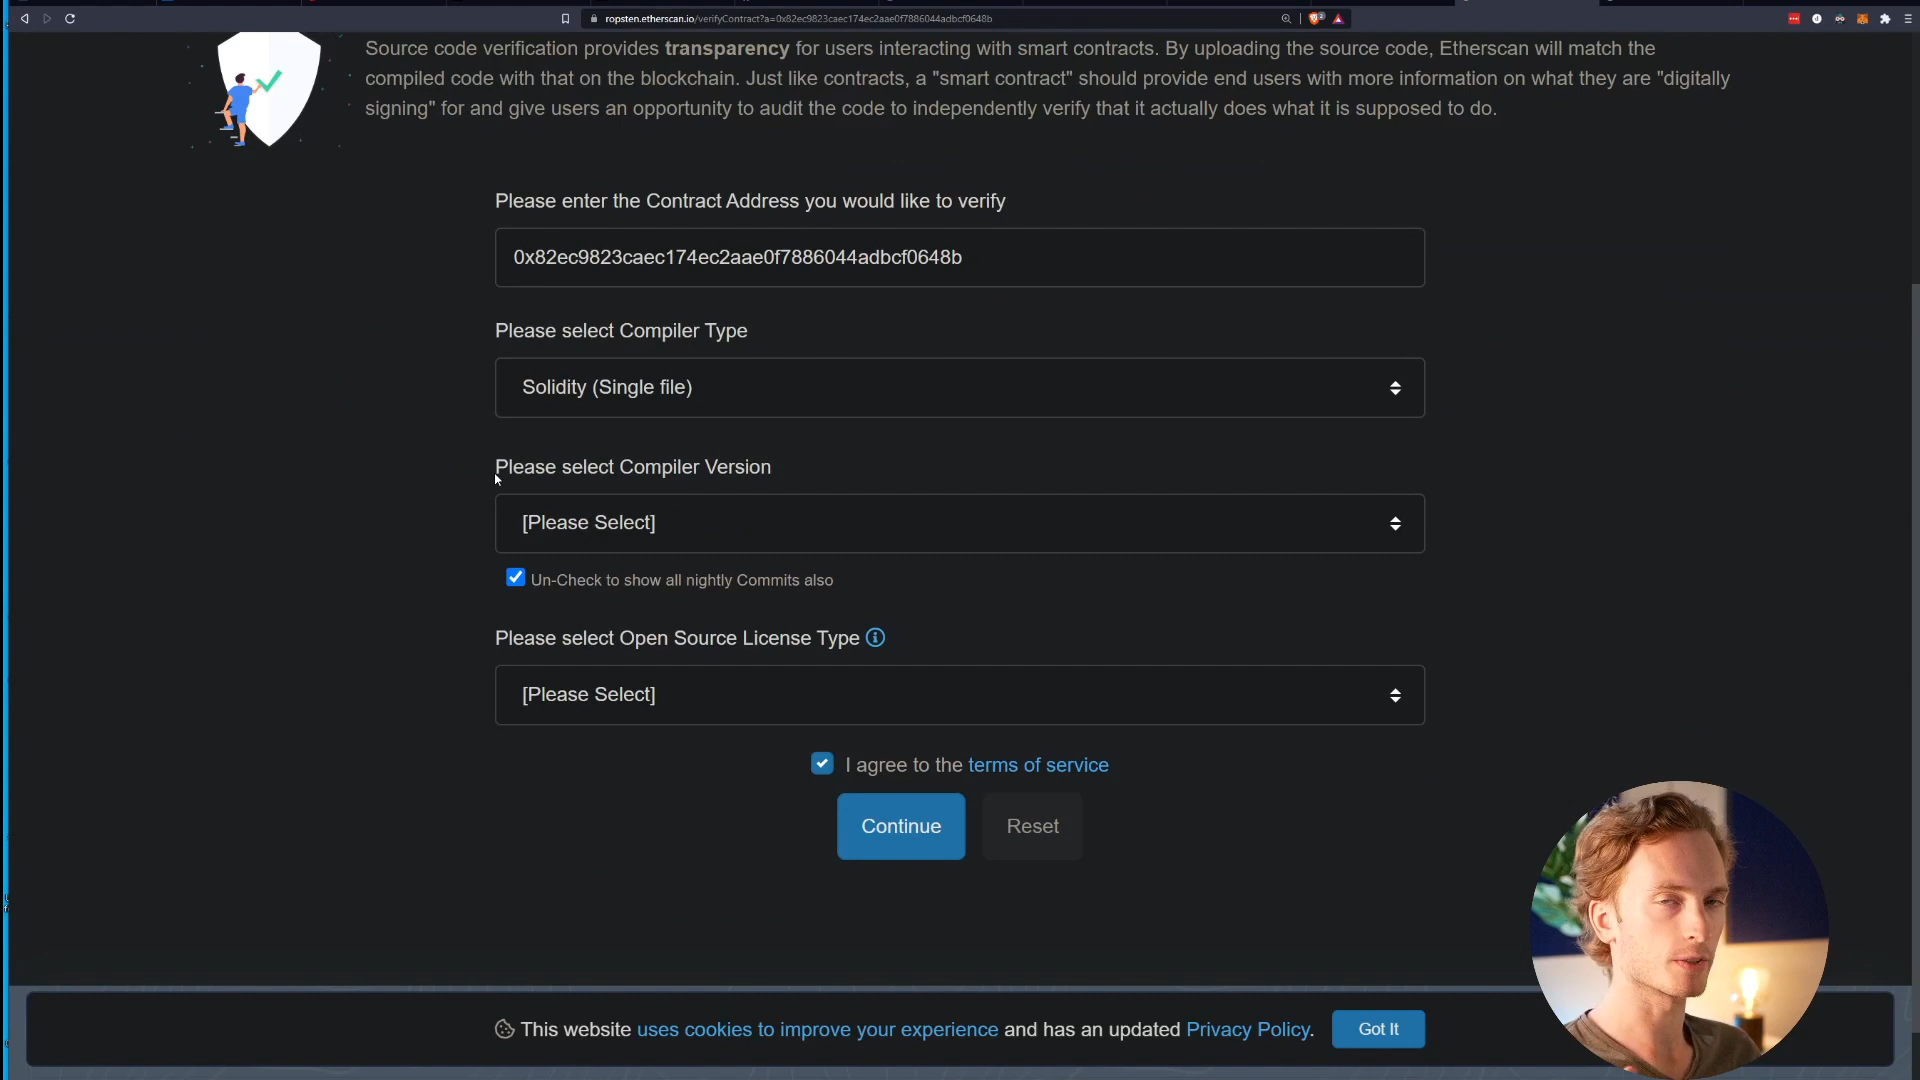 ropsten.etherscan.io/verifyContract?a=0x82ec9823caec174ec2aae0f7886044adbcf0648b
Source code verification provides transparency for users interacting with smart contracts. By uploading the source code, Etherscan will match the
compiled code with that on the blockchain. Just like contracts, a "smart contract" should provide end users with more information on what they are "digitally
signing" for and give users an opportunity to audit the code to independently verify that it actually does what it is supposed to do.
Please enter the Contract Address you would like to verify
0x82ec9823caec174ec2aae0f7886044adbcf0648b
Please select Compiler Type
Solidity (Single file)
Please select Compiler Version
[Please Select]
Un-Check to show all nightly Commits also
Please select Open Source License Type
[Please Select]
I agree to the terms of service
Continue
Reset
This website uses cookies to improve your experience and has an updated Privacy Policy.
Got It